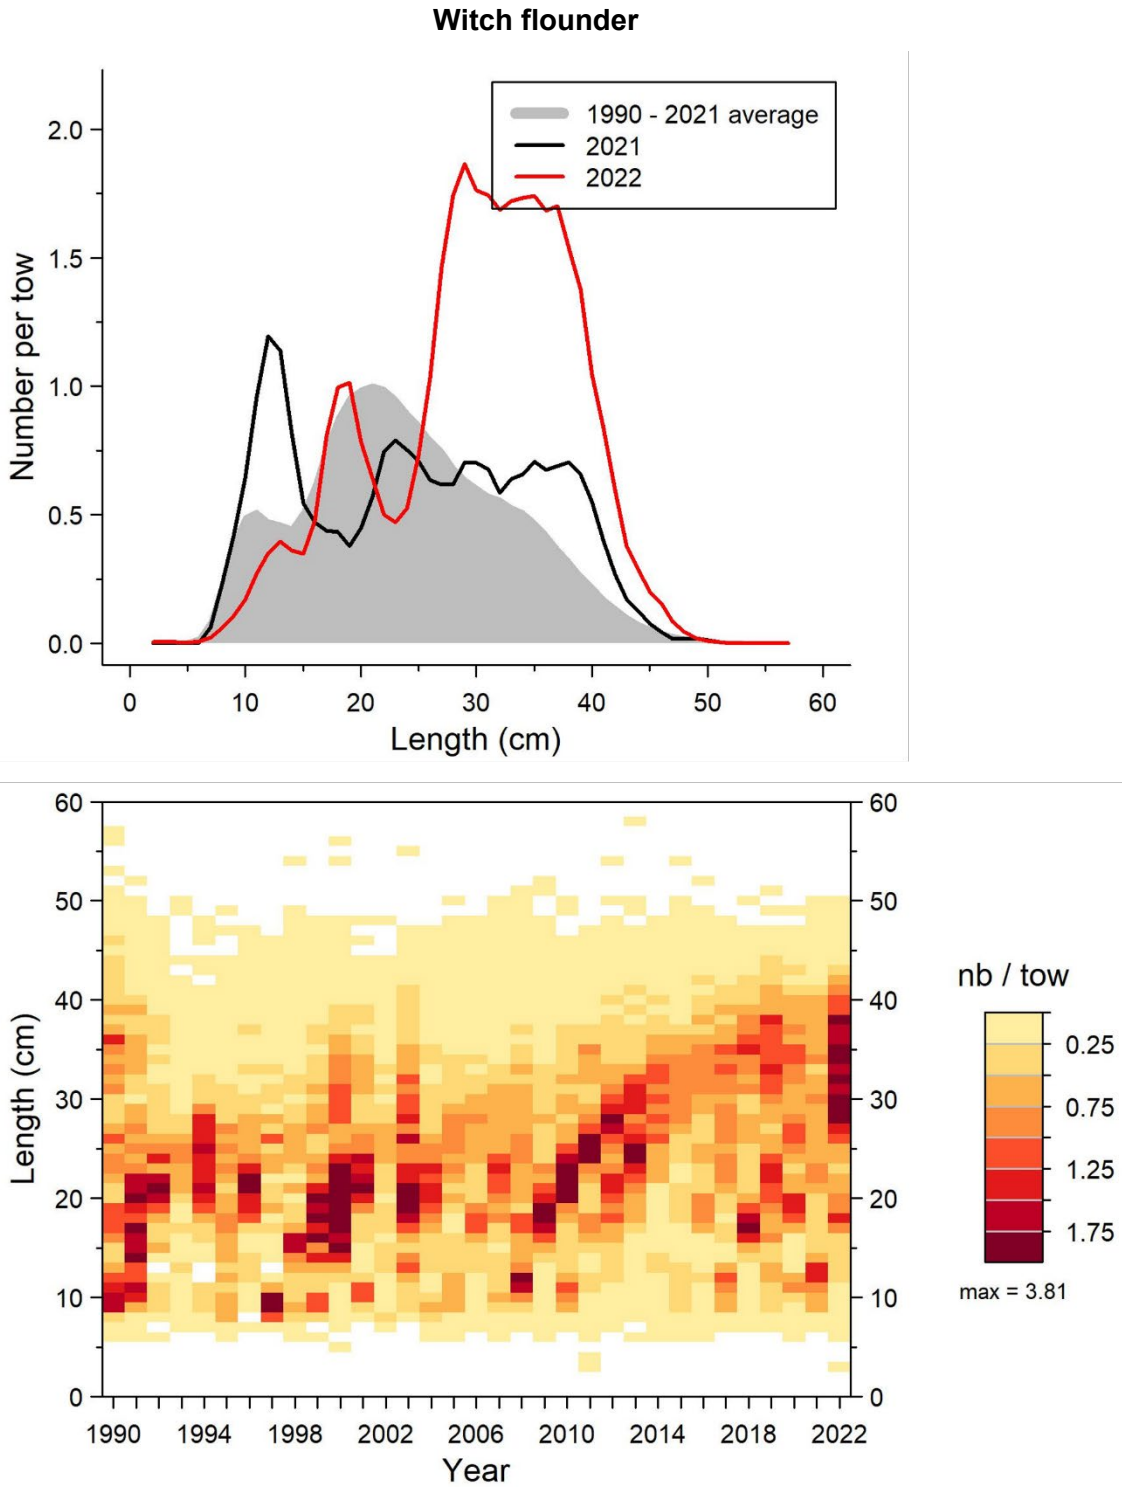 Witch flounder
1990 - 2021 average
2021
2022
2.0
1.5
1.0
0.5
0.0
Number per tow
0 10 20 30 40 50 60
Length (cm)
60 50 40 30 20 10 0
Length (cm)
60 50 40 30 20 10 0
1990 1994 1998 2002 2006 2010 2014 2018 2022
Year
nb / tow
0.25
0.75
1.25
1.75
max = 3.81